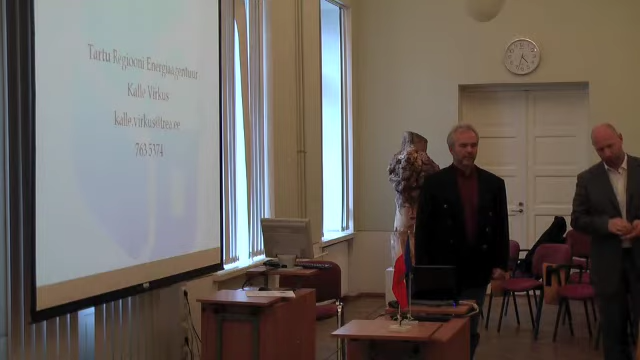 Tartu Regiooni Energiaagentuur
Kalle Virkus
kalle.virkus@trea.ee
763 5374